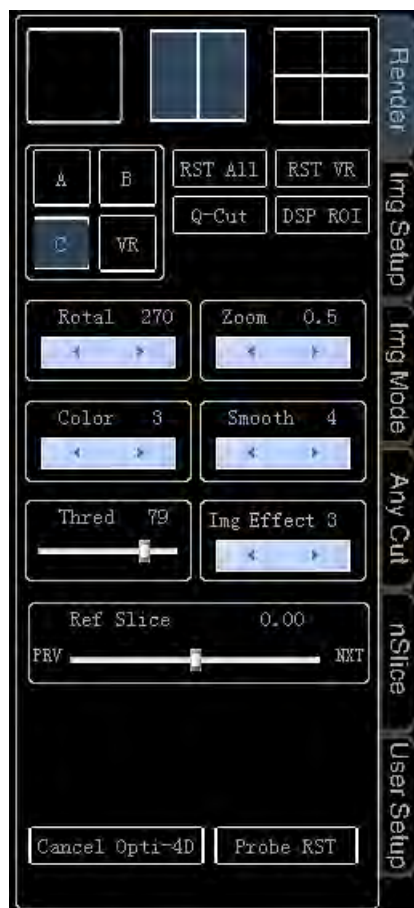 A B RST All RST VR
C VR Q-Cut DSP ROI
Rotal 270 Zoom 0.5
Color 3 Smooth 4
Thred 79 Img Effect 3
Ref Slice 0.00
PRV NXT
Cancel Opti-4D Probe RST
Render
Img Setup
Img Mode
Any Cut
nSlice
User Setup